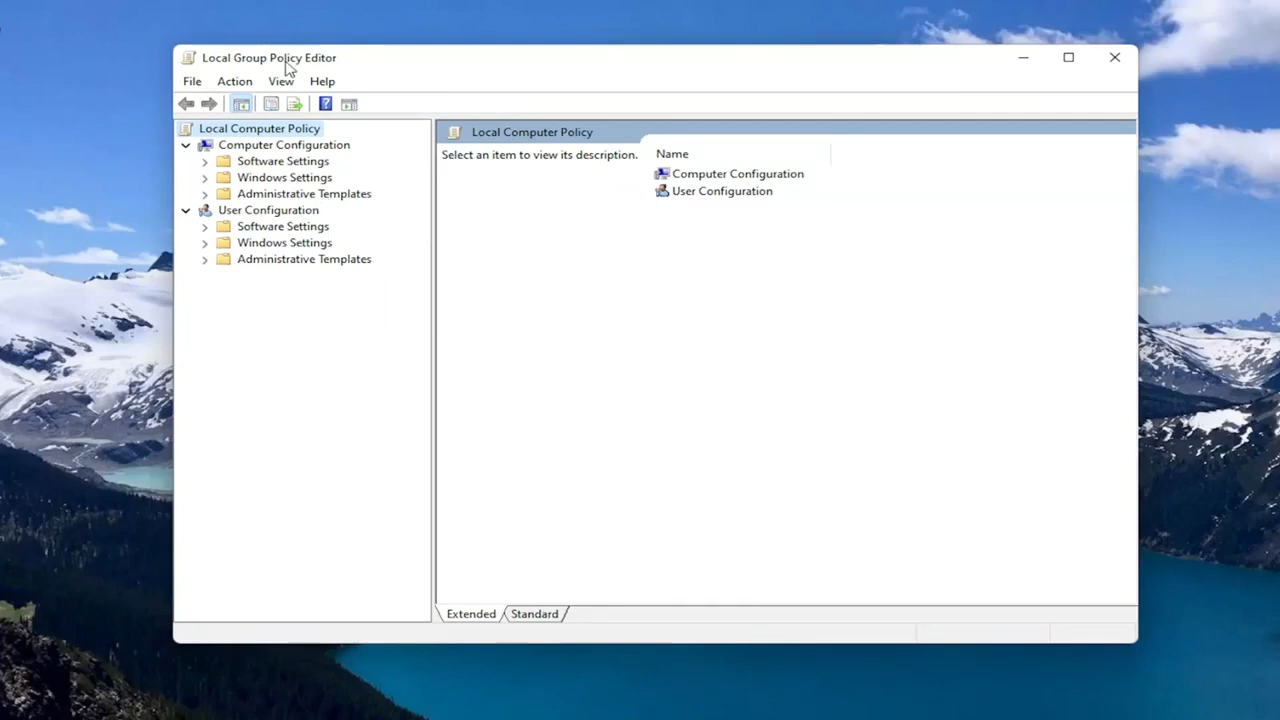 Local Group Policy Editor
File Action View Help
Local Computer Policy
Computer Configuration
Software Settings
Windows Settings
Administrative Templates
User Configuration
Software Settings
Windows Settings
Administrative Templates
Local Computer Policy
Select an item to view its description.
Name
Computer Configuration
User Configuration
Extended Standard